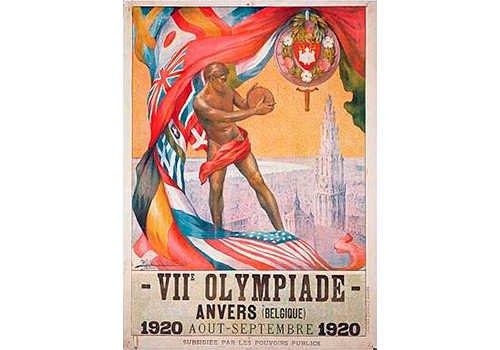 - VIIᴱ OLYMPIADE -
ANVERS (BELGIQUE)
1920 AOUT-SEPTEMBRE 1920
SUBSIDIÉE PAR LES POUVOIRS PUBLICS